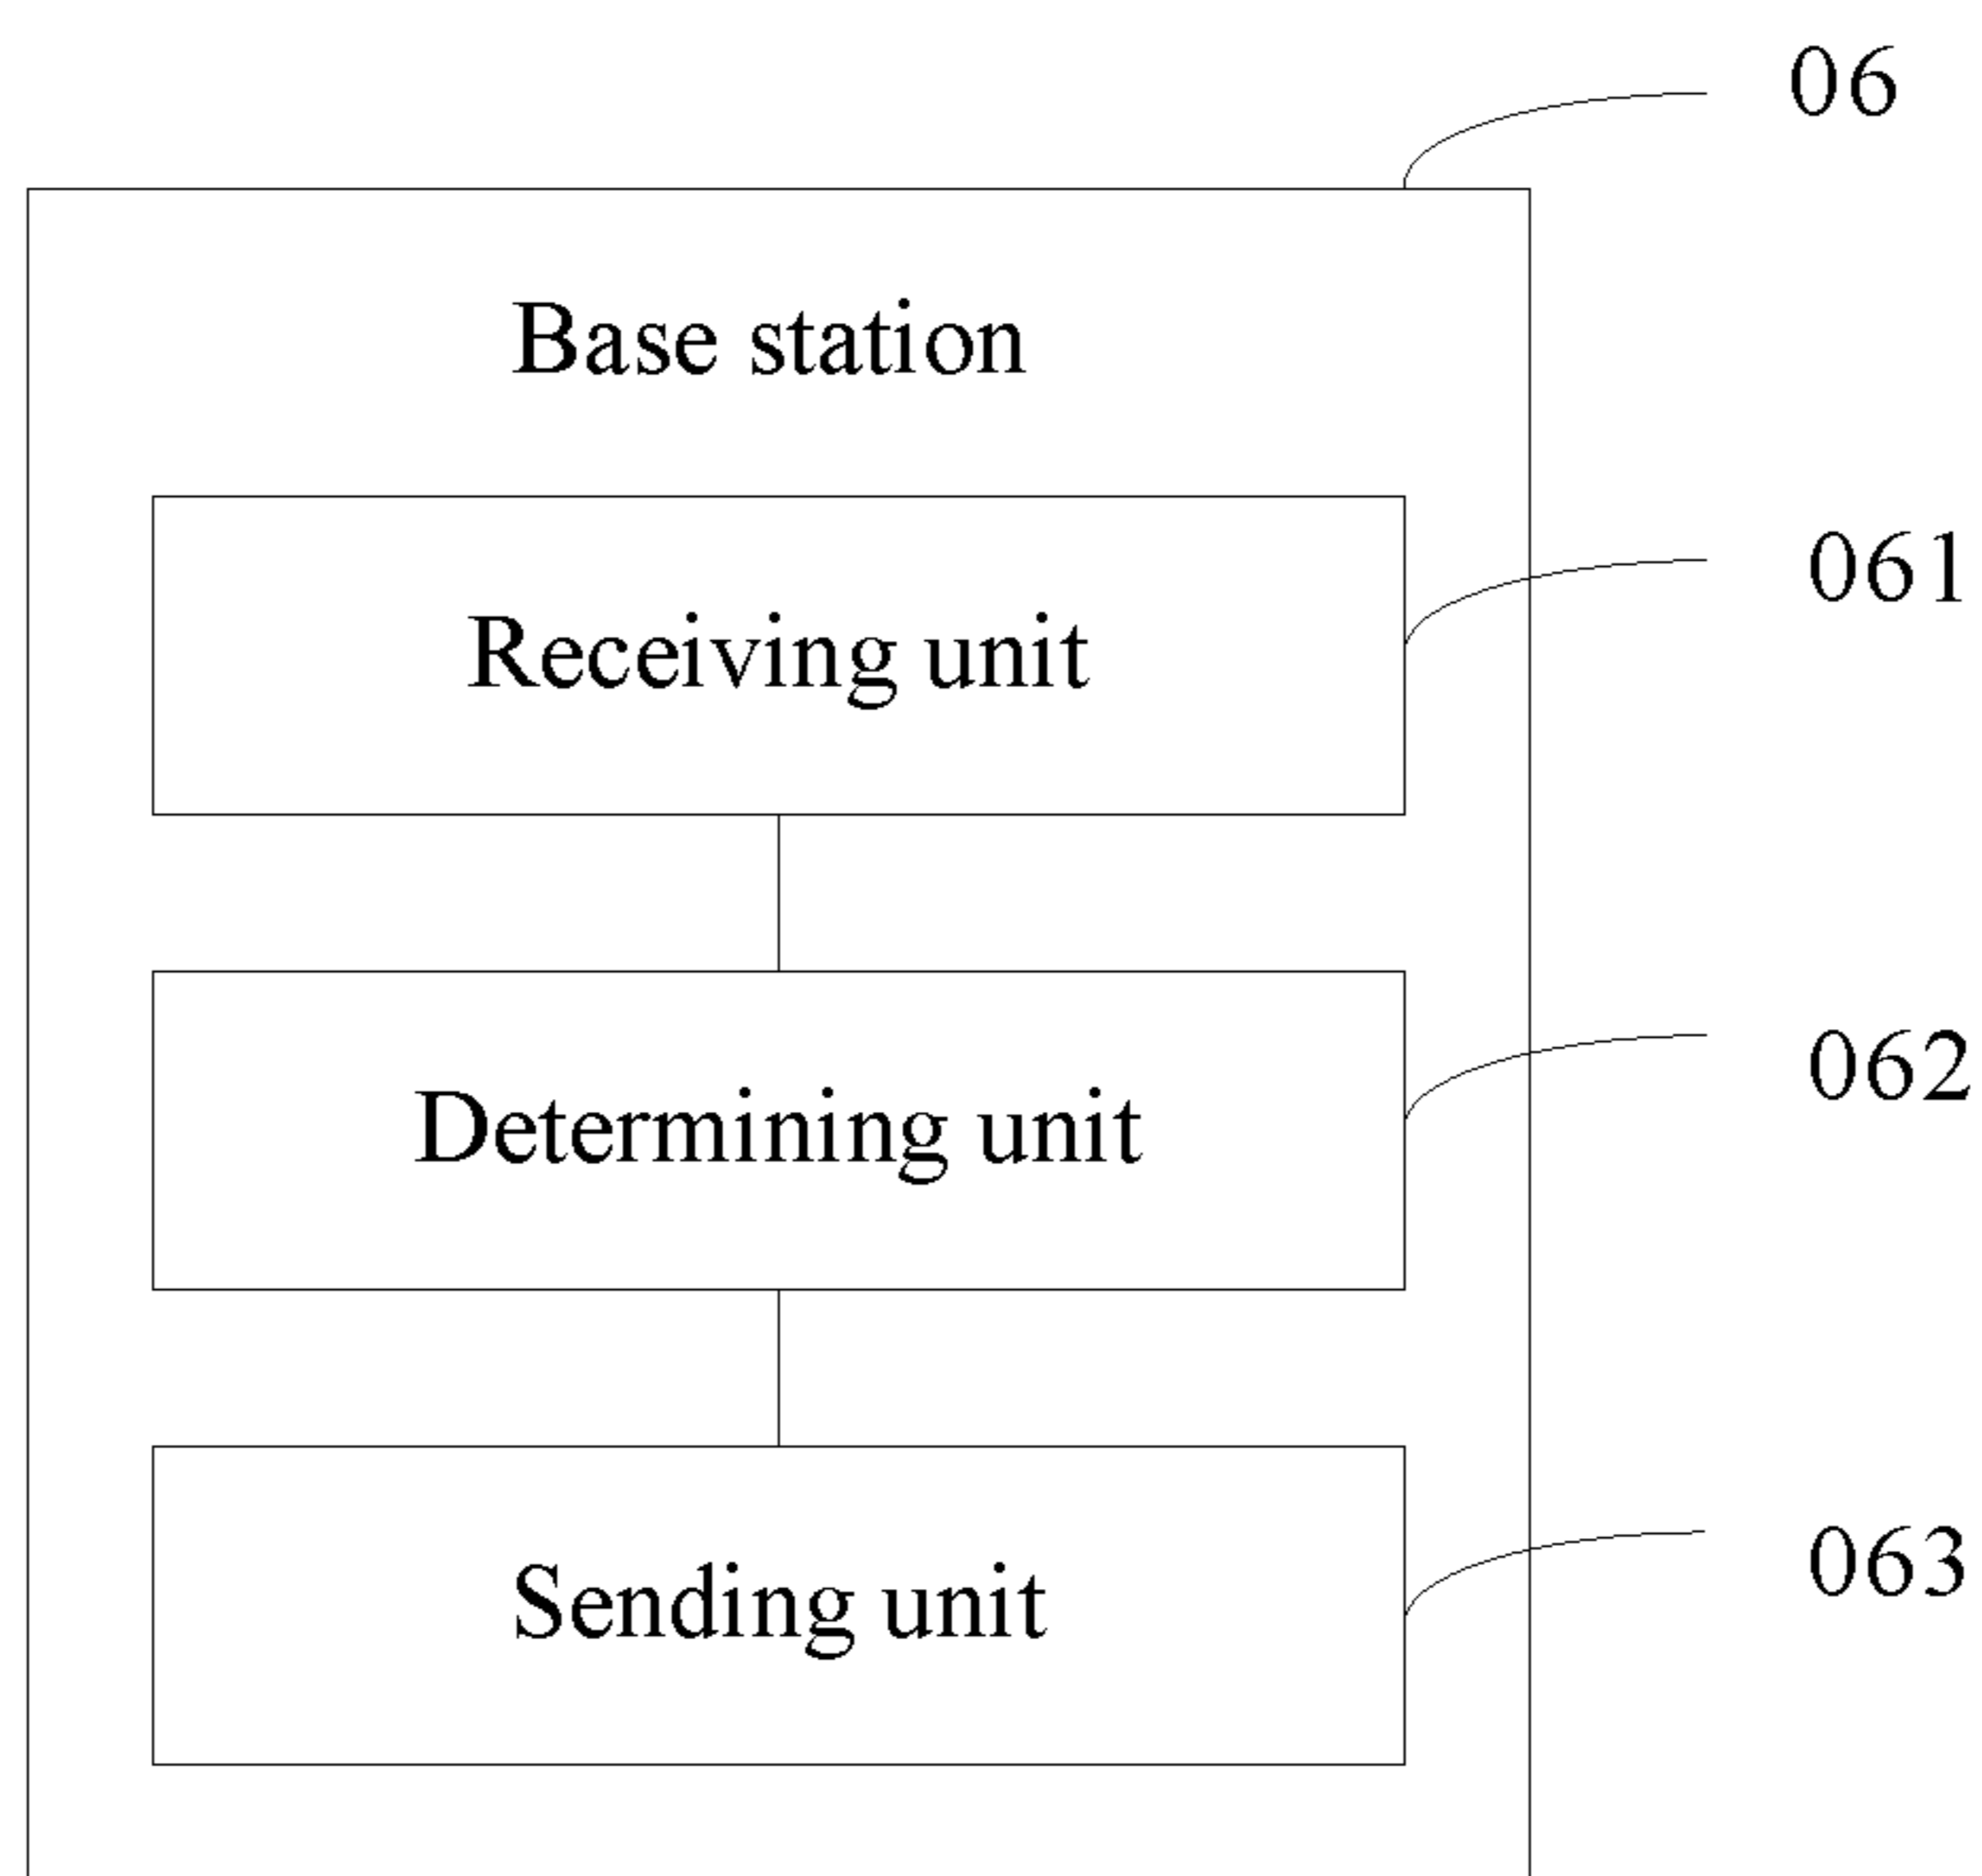 06
Base station
061
Receiving unit
062
Determining unit
063
Sending unit